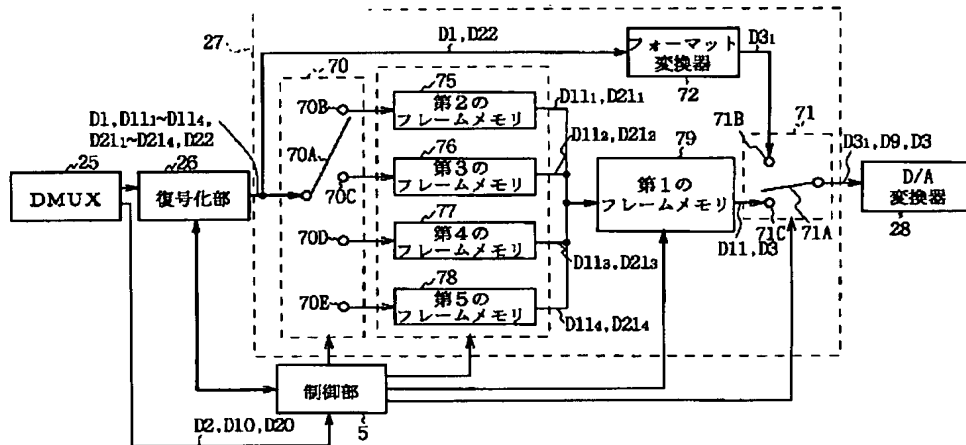 D1,D22
D3₁
27
70
フォーマット
変換器
72
75
第2の
フレームメモリ
D11₁,D21₁
70B
D1,D11₁~D11₄,
D21₁~D21₄,D22
70A
71B
71
D3₁,D9,D3
76
第3の
フレームメモリ
D11₂,D21₂
79
第1の
フレームメモリ
25
DMUX
26
復号化部
70C
D/A
変換器
28
71C
71A
D11,D3
77
第4の
フレームメモリ
70D
D11₃,D21₃
78
第5の
フレームメモリ
70E
D11₄,D21₄
制御部
5
D2,D10,D20